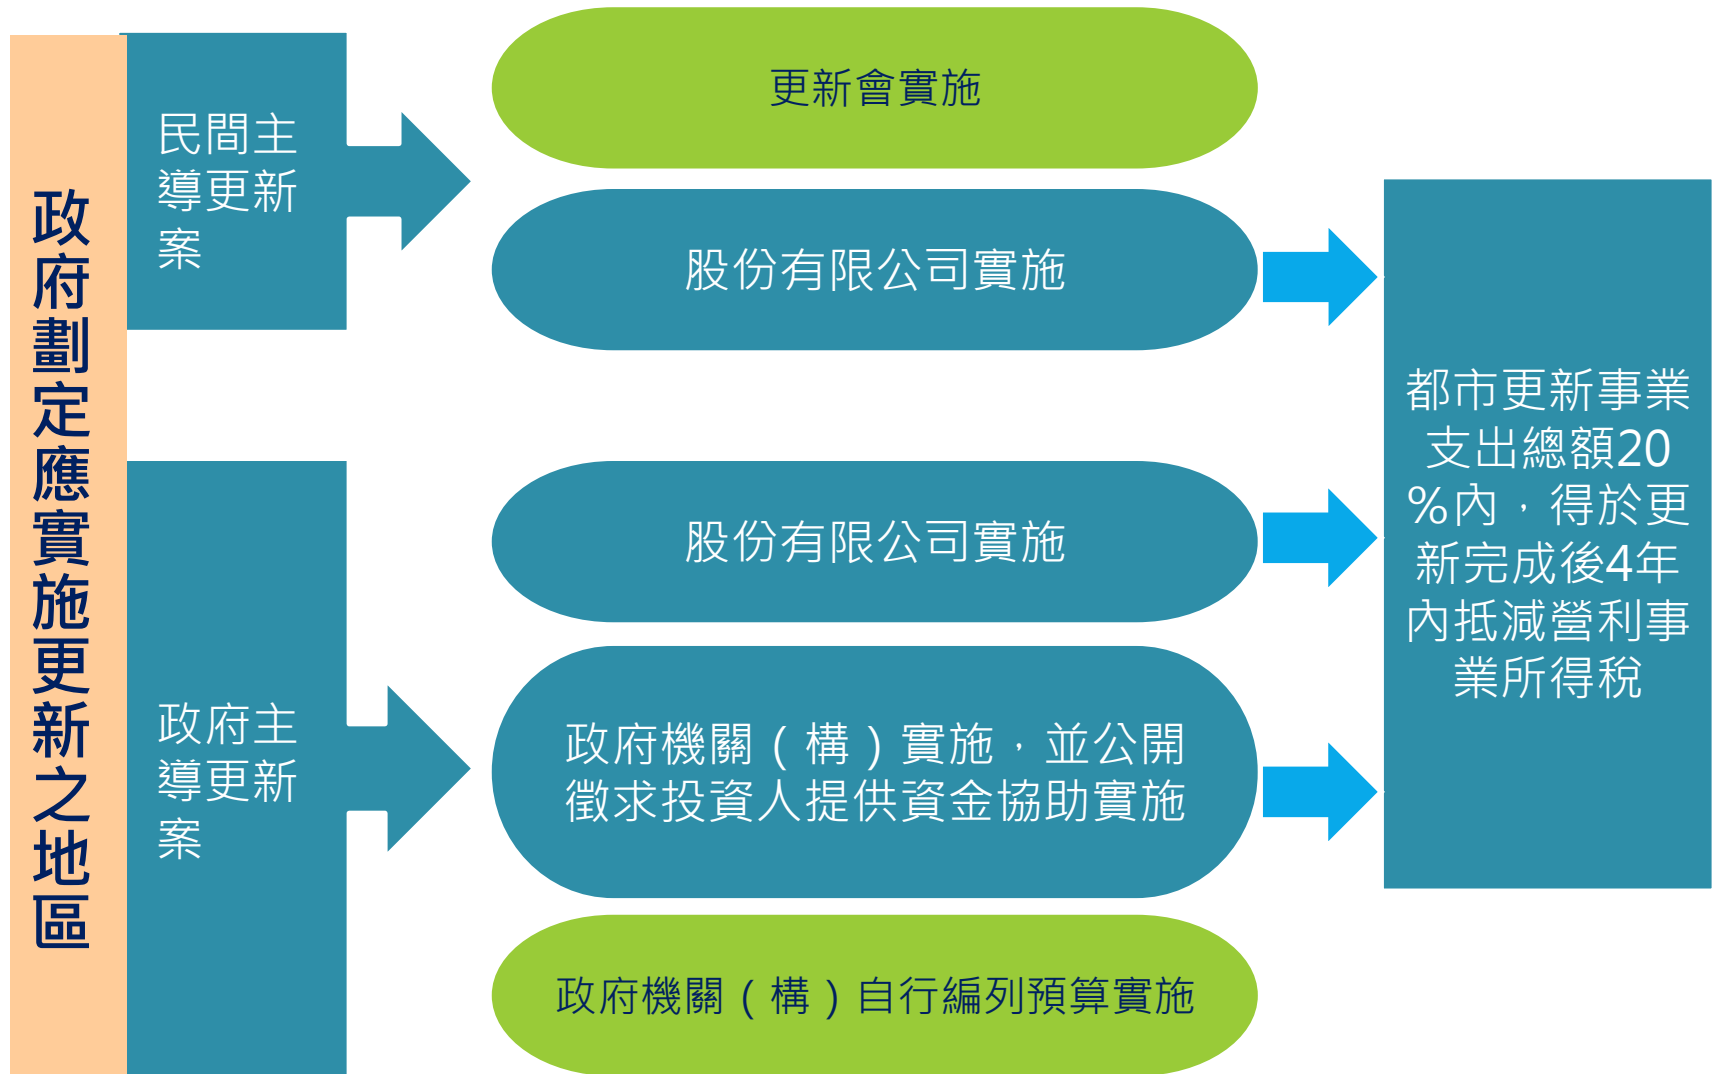 政府劃定應實施更新之地區
民間主
導更新
案
更新會實施
股份有限公司實施
政府主
導更新
案
股份有限公司實施
政府機關（構）實施，並公開
徵求投資人提供資金協助實施
政府機關（構）自行編列預算實施
都市更新事業
支出總額20
%內，得於更
新完成後4年
內抵減營利事
業所得稅